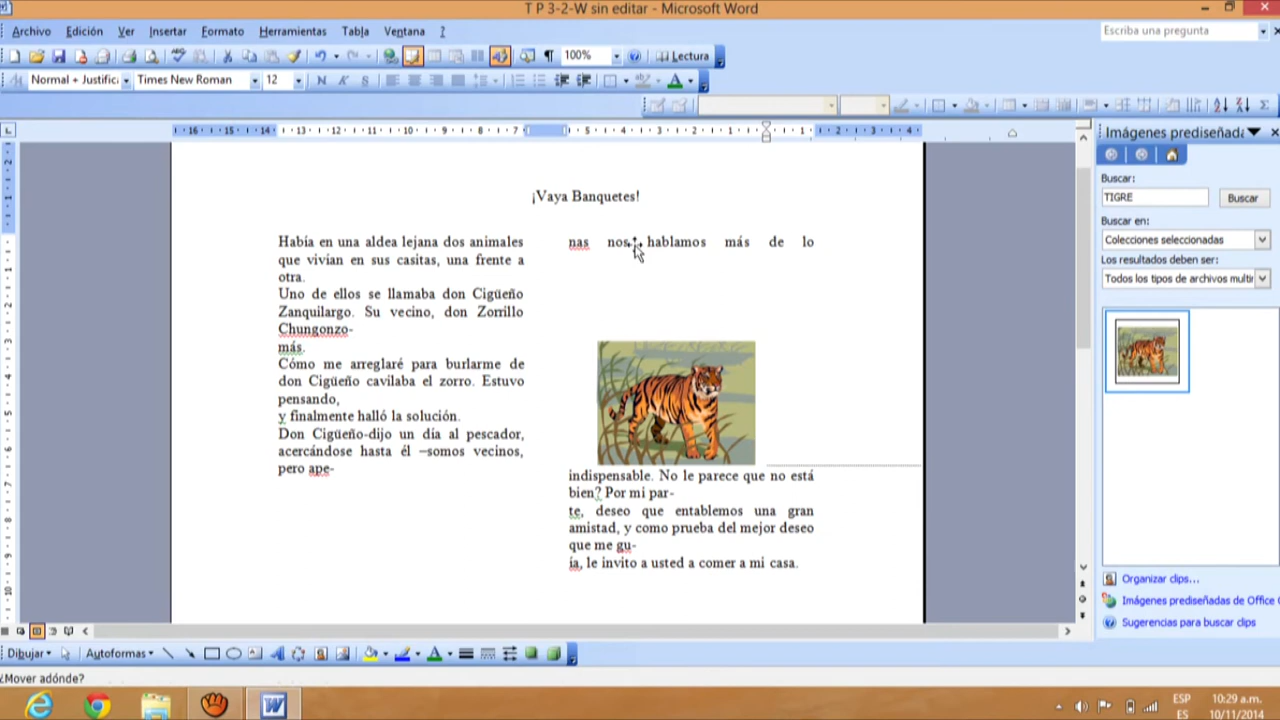 T P 3-2-W sin editar - Microsoft Word
Archivo Edición Ver Insertar Formato Herramientas Tabla Ventana ?
Escriba una pregunta
100% Lectura
Normal + Justific Times New Roman 12 N K S
Imágenes prediseñada
Buscar:
TIGRE
Buscar
Buscar en:
Colecciones seleccionadas
Los resultados deben ser:
Todos los tipos de archivos multir
¡Vaya Banquetes!
Había en una aldea lejana dos animales
que vivían en sus casitas, una frente a
otra.
Uno de ellos se llamaba don Cigüeño
Zanquilargo. Su vecino, don Zorrillo
Chungonzo-
más.
Cómo me arreglaré para burlarme de
don Cigüeño cavilaba el zorro. Estuvo
pensando,
y finalmente halló la solución.
Don Cigüeño-dijo un día al pescador,
acercándose hasta él –somos vecinos,
pero ape-
nas nos hablamos más de lo
indispensable. No le parece que no está
bien? Por mi par-
te, deseo que entablemos una gran
amistad, y como prueba del mejor deseo
que me gu-
ía, le invito a usted a comer a mi casa.
Organizar clips...
Imágenes prediseñadas de Office
Sugerencias para buscar clips
Dibujar Autoformas
¿Mover adónde?
ESP
ES
10:29 a.m.
10/11/2014